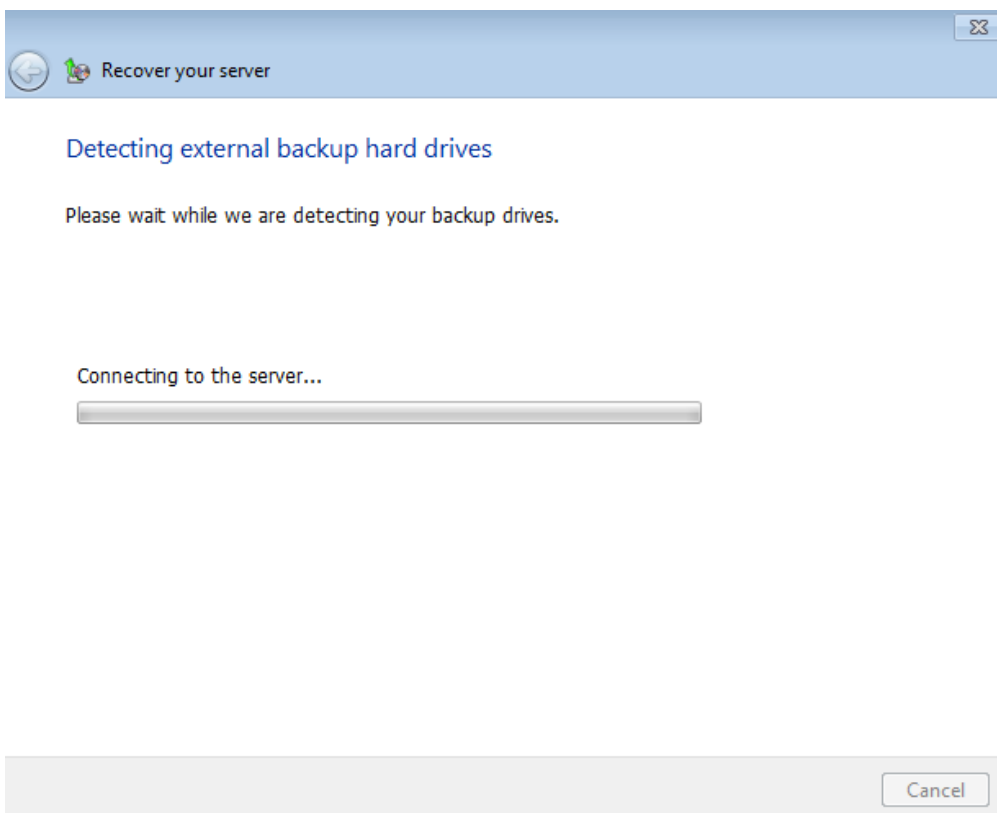 Recover your server
Detecting external backup hard drives
Please wait while we are detecting your backup drives.
Connecting to the server...
Cancel